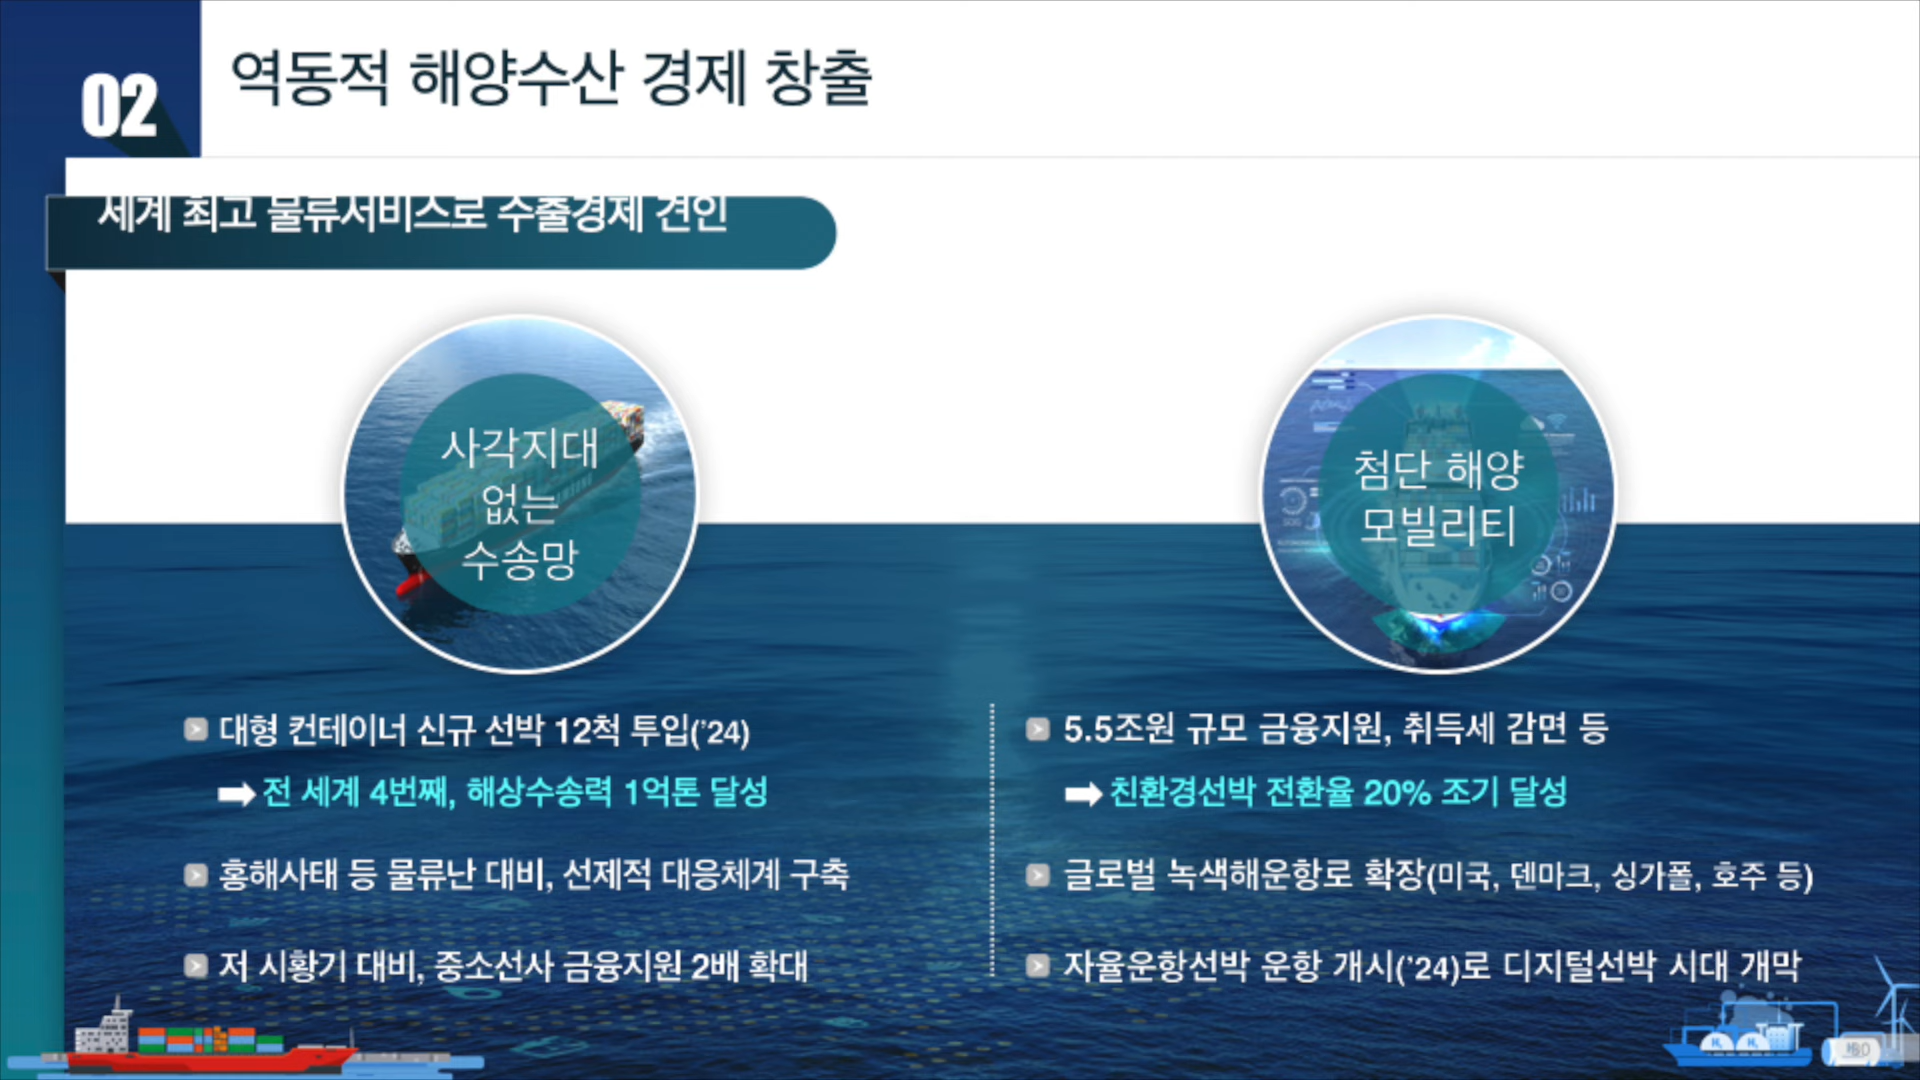 02
역동적 해양수산 경제 창출
세계 최고 물류서비스로 수출경제 견인
사각지대
없는
수송망
첨단 해양
모빌리티
대형 컨테이너 신규 선박 12척 투입(’24)
전 세계 4번째, 해상수송력 1억톤 달성
홍해사태 등 물류난 대비, 선제적 대응체계 구축
저 시황기 대비, 중소선사 금융지원 2배 확대
5.5조원 규모 금융지원, 취득세 감면 등
친환경선박 전환율 20% 조기 달성
글로벌 녹색해운항로 확장(미국, 덴마크, 싱가폴, 호주 등)
자율운항선박 운항 개시(’24)로 디지털선박 시대 개막